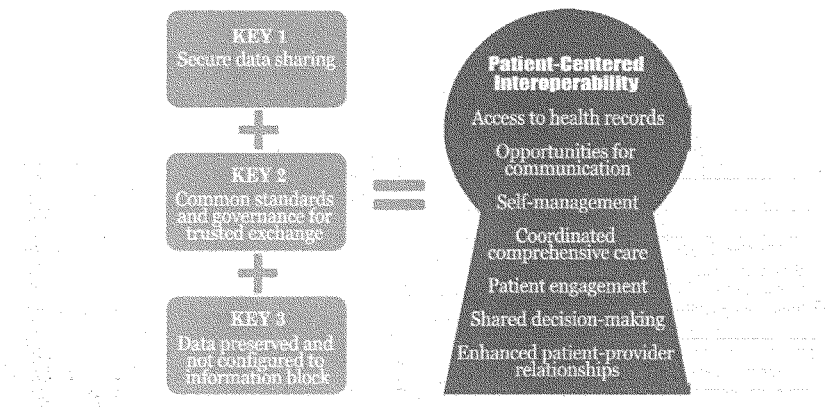 KEY 1
Secure data sharing
+
KEY 2
Common standards
and governance for
trusted exchange
+
KEY 3
Data preserved and
not configured to
information block
=
Patient-Centered
Interoperability
Access to health records
Opportunities for
communication
Self-management
Coordinated
comprehensive care
Patient engagement
Shared decision-making
Enhanced patient-provider
relationships